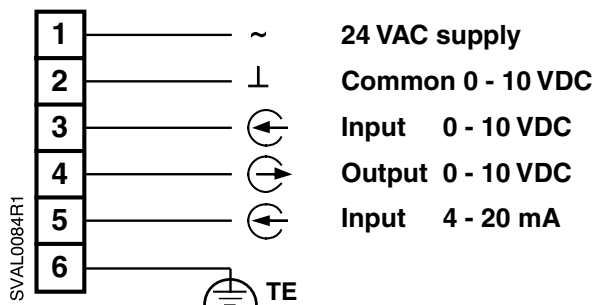 1 ~ 24 VAC supply
2 ⊥ Common 0 - 10 VDC
3 Input 0 - 10 VDC
4 Output 0 - 10 VDC
5 Input 4 - 20 mA
6 TE
SVAL0084R1